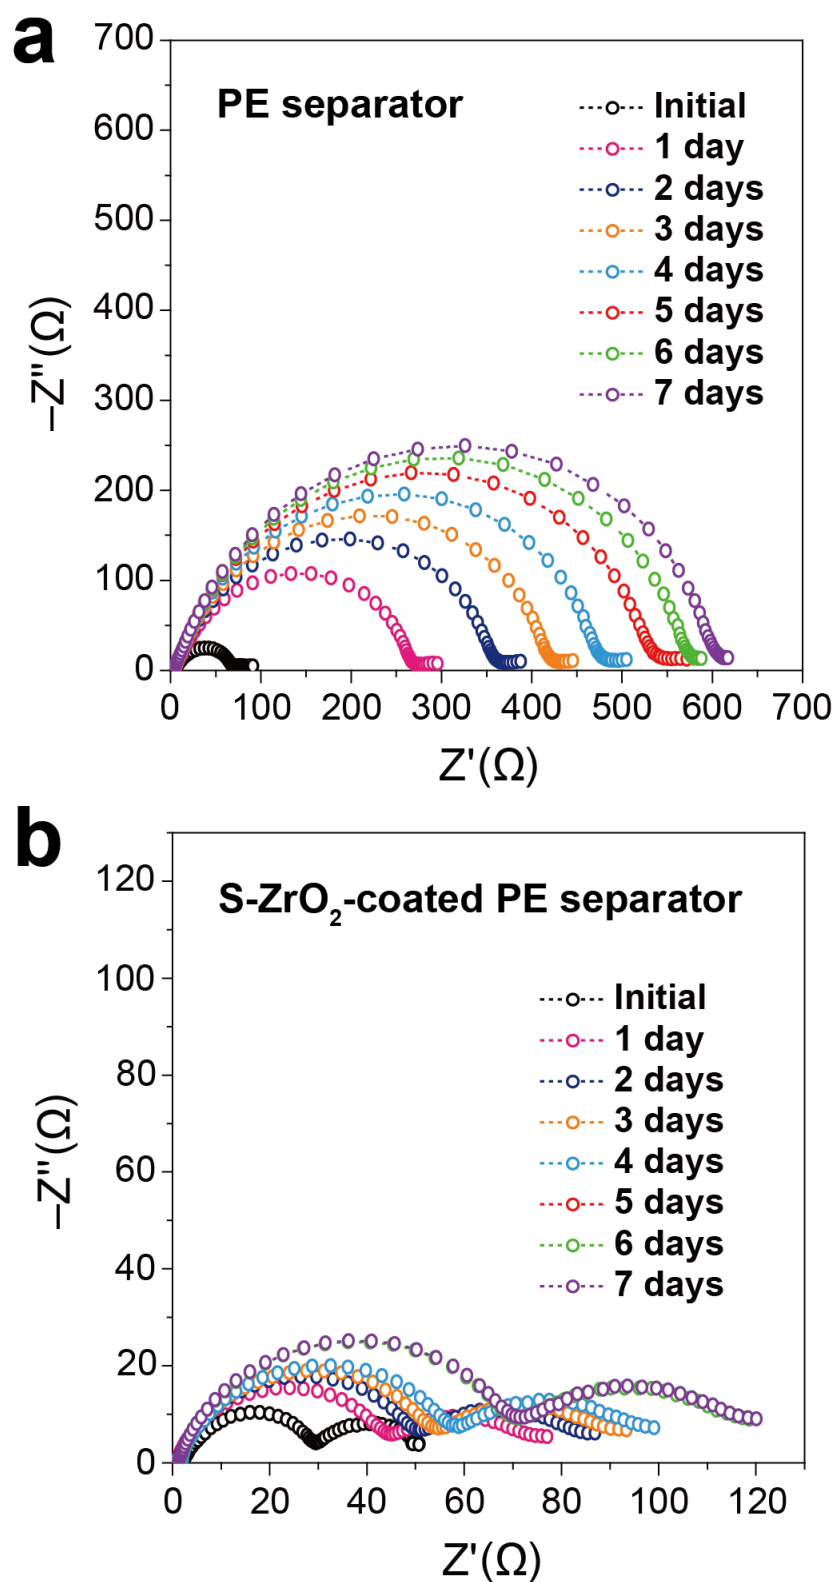 a
700
600
500
400
300
200
100
0
–Z"(Ω)
PE separator
Initial
1 day
2 days
3 days
4 days
5 days
6 days
7 days
0 100 200 300 400 500 600 700
Z'(Ω)
b
120
100
80
60
40
20
0
–Z"(Ω)
S-ZrO₂-coated PE separator
Initial
1 day
2 days
3 days
4 days
5 days
6 days
7 days
0 20 40 60 80 100 120
Z'(Ω)